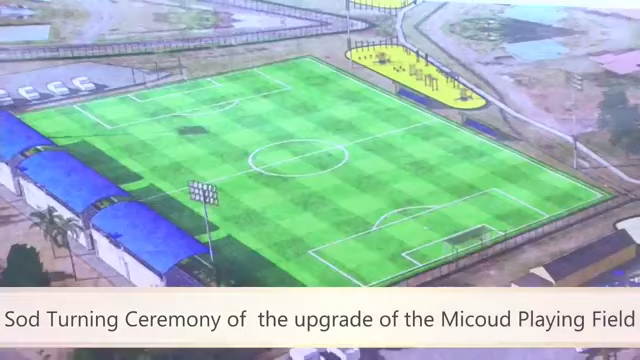 Sod Turning Ceremony of the upgrade of the Micoud Playing Field